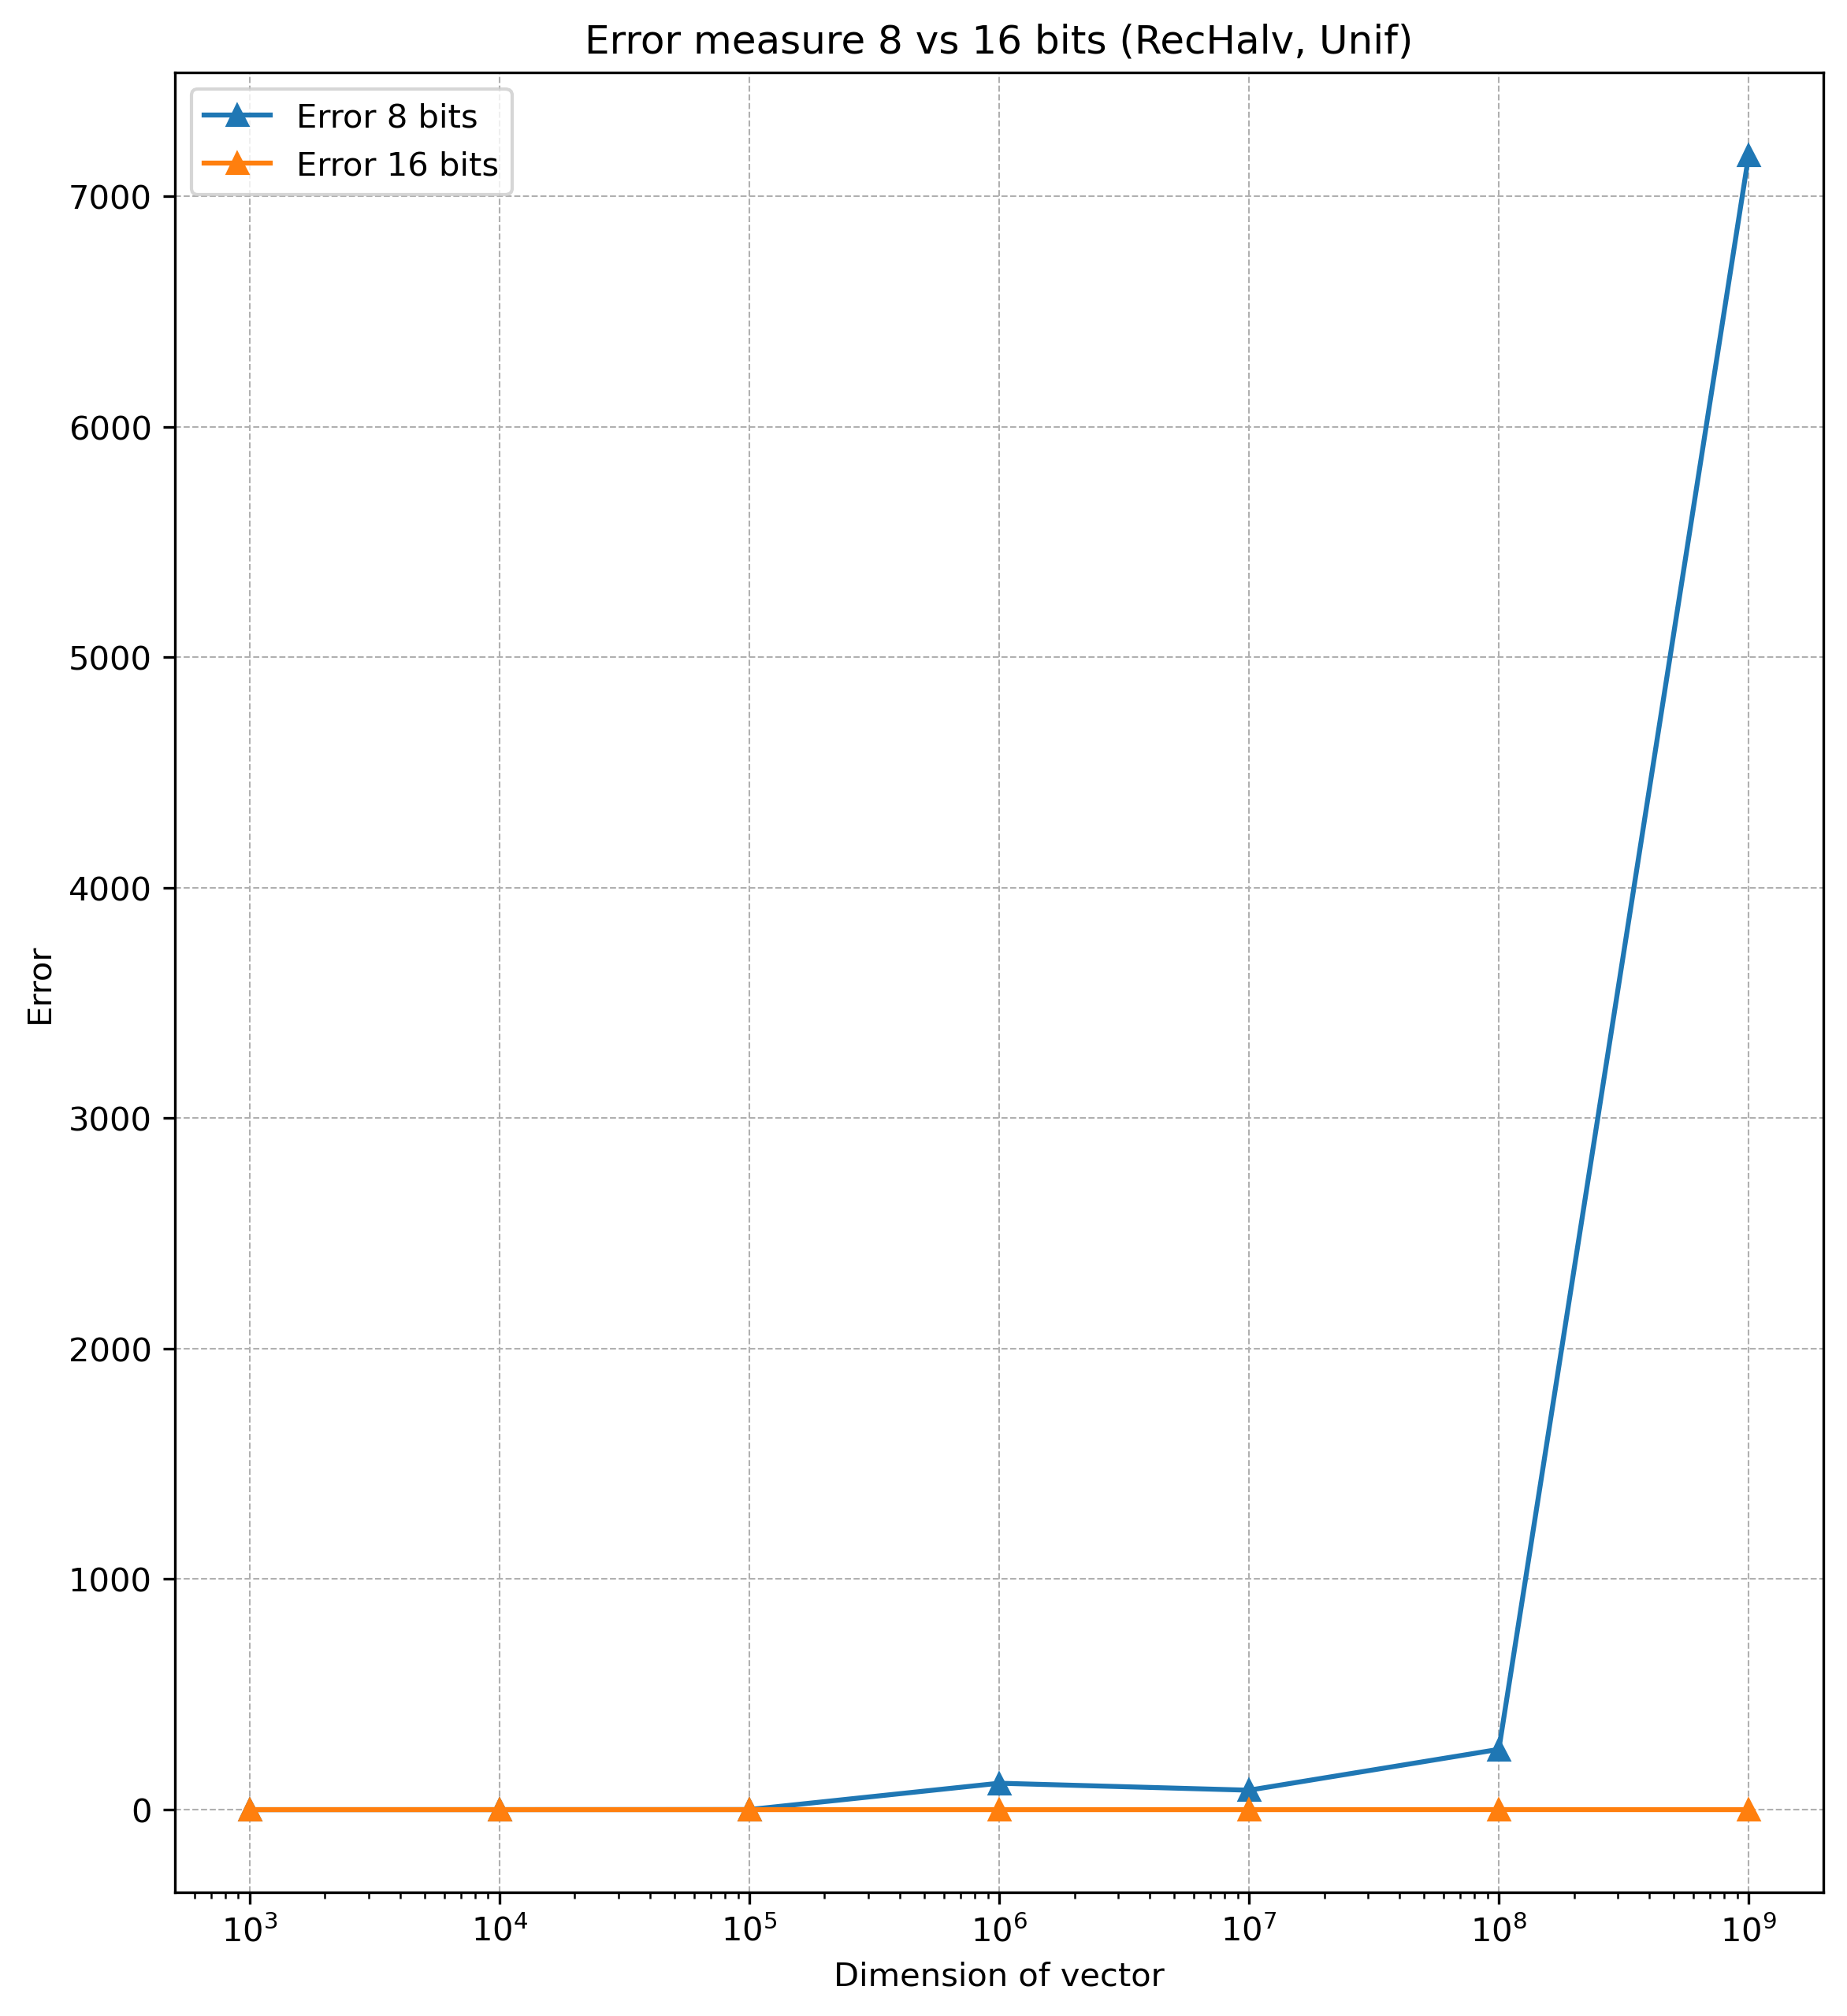 Error measure 8 vs 16 bits (RecHalv, Unif)
Error 8 bits
Error 16 bits
7000
6000
5000
4000
3000
2000
1000
0
Error
10³ 10⁴ 10⁵ 10⁶ 10⁷ 10⁸ 10⁹
Dimension of vector